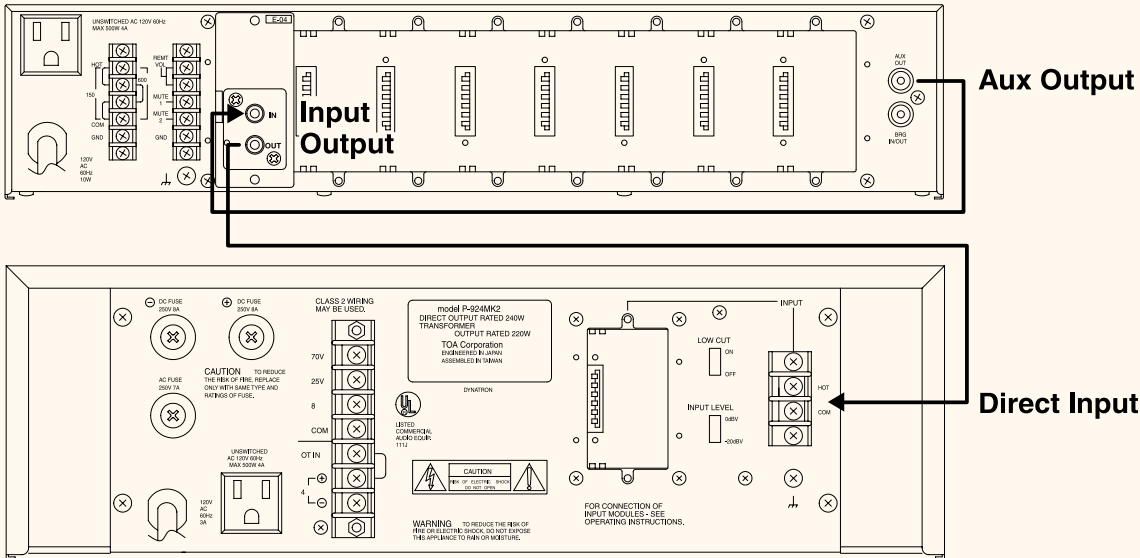 UNSWITCHED AC 120V 60Hz
MAX 500W 4A
E-04
HOT
150
600
COM
GND
REMT
VOL
MUTE
1
MUTE
2
GND
120V
AC
60Hz
10W
IN
OUT
Input
Output
AUX
OUT
BRG
IN/OUT
Aux Output
DC FUSE
250V 8A
DC FUSE
250V 8A
CAUTION TO REDUCE
THE RISK OF FIRE, REPLACE
ONLY WITH SAME TYPE AND
RATINGS OF FUSE.
AC FUSE
250V 7A
UNSWITCHED
AC 120V 60Hz
MAX 500W 4A
120V
AC
60Hz
3A
CLASS 2 WIRING
MAY BE USED.
70V
25V
8
COM
OT IN
4
+
−
model P-924MK2
DIRECT OUTPUT RATED 240W
TRANSFORMER
OUTPUT RATED 220W
TOA Corporation
ENGINEERED IN JAPAN
ASSEMBLED IN TAIWAN
DYNATRON
UL
LISTED
COMMERCIAL
AUDIO EQUIP.
111J
CAUTION
RISK OF ELECTRIC SHOCK
DO NOT OPEN
WARNING TO REDUCE THE RISK OF
FIRE OR ELECTRIC SHOCK, DO NOT EXPOSE
THIS APPLIANCE TO RAIN OR MOISTURE.
INPUT
LOW CUT
ON
OFF
INPUT LEVEL
0dBV
-20dBV
HOT
COM
FOR CONNECTION OF
INPUT MODULES - SEE
OPERATING INSTRUCTIONS.
Direct Input